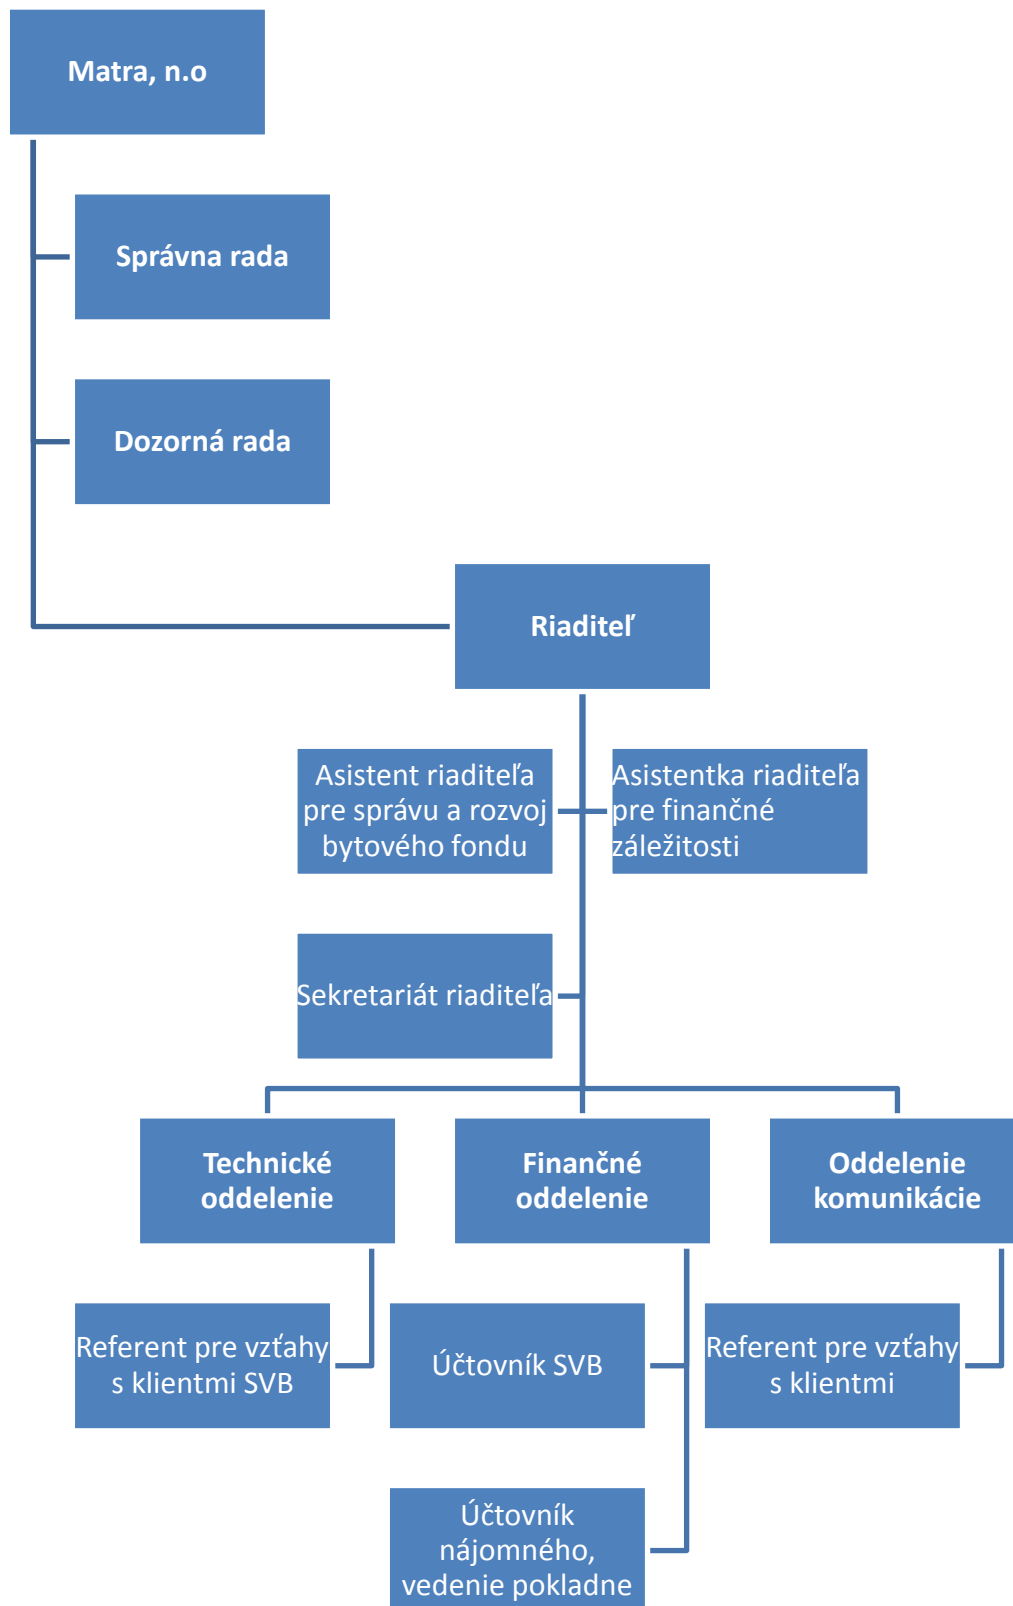 Matra, n.o
Správna rada
Dozorná rada
Riaditeľ
Asistent riaditeľa
pre správu a rozvoj
bytového fondu
Asistentka riaditeľa
pre finančné
záležitosti
Sekretariát riaditeľa
Technické
oddelenie
Finančné
oddelenie
Oddelenie
komunikácie
Referent pre vzťahy
s klientmi SVB
Účtovník SVB
Referent pre vzťahy
s klientmi
Účtovník
nájomného,
vedenie pokladne